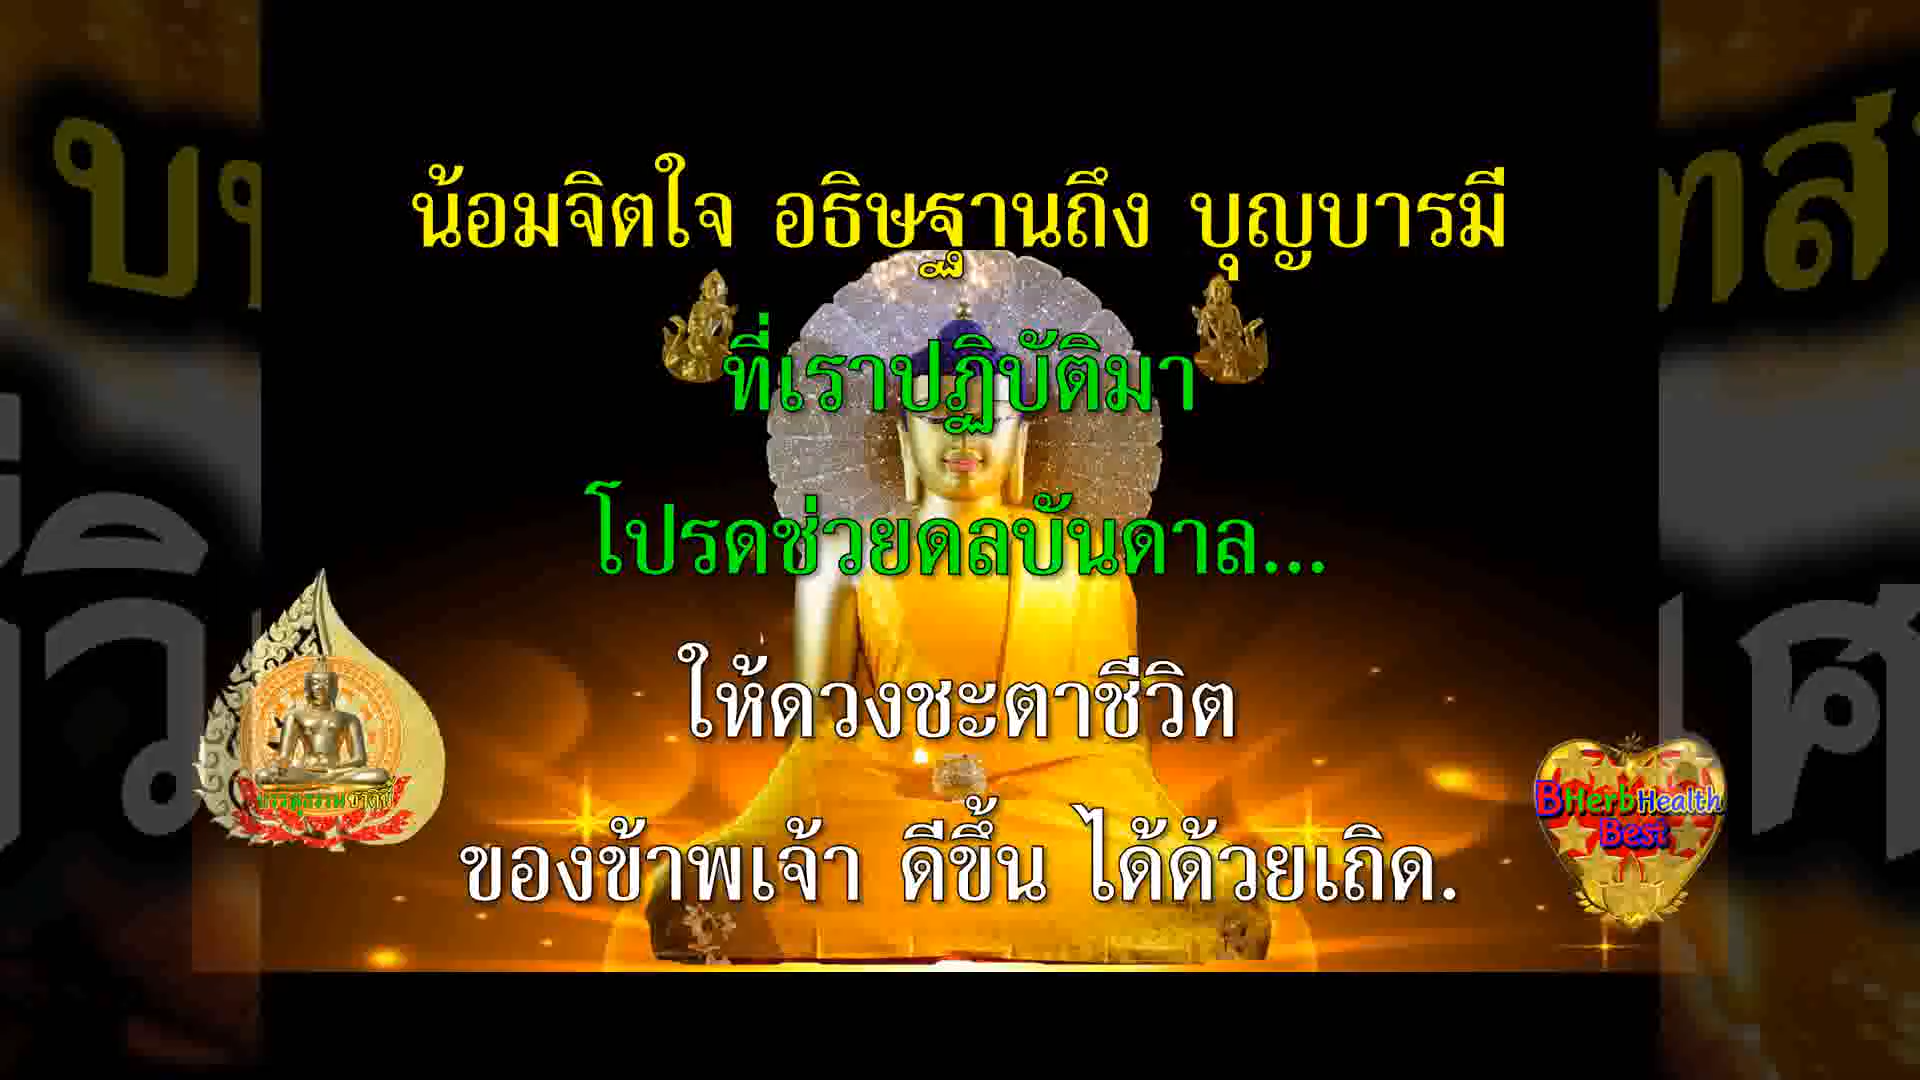 น้อมจิตใจ อธิษฐานถึง บุญบารมี
ที่เราปฏิบัติมา
โปรดช่วยดลบันดาล...
ให้ดวงชะตาชีวิต
ของข้าพเจ้า ดีขึ้น ได้ด้วยเถิด.
BHerbHealth
Best